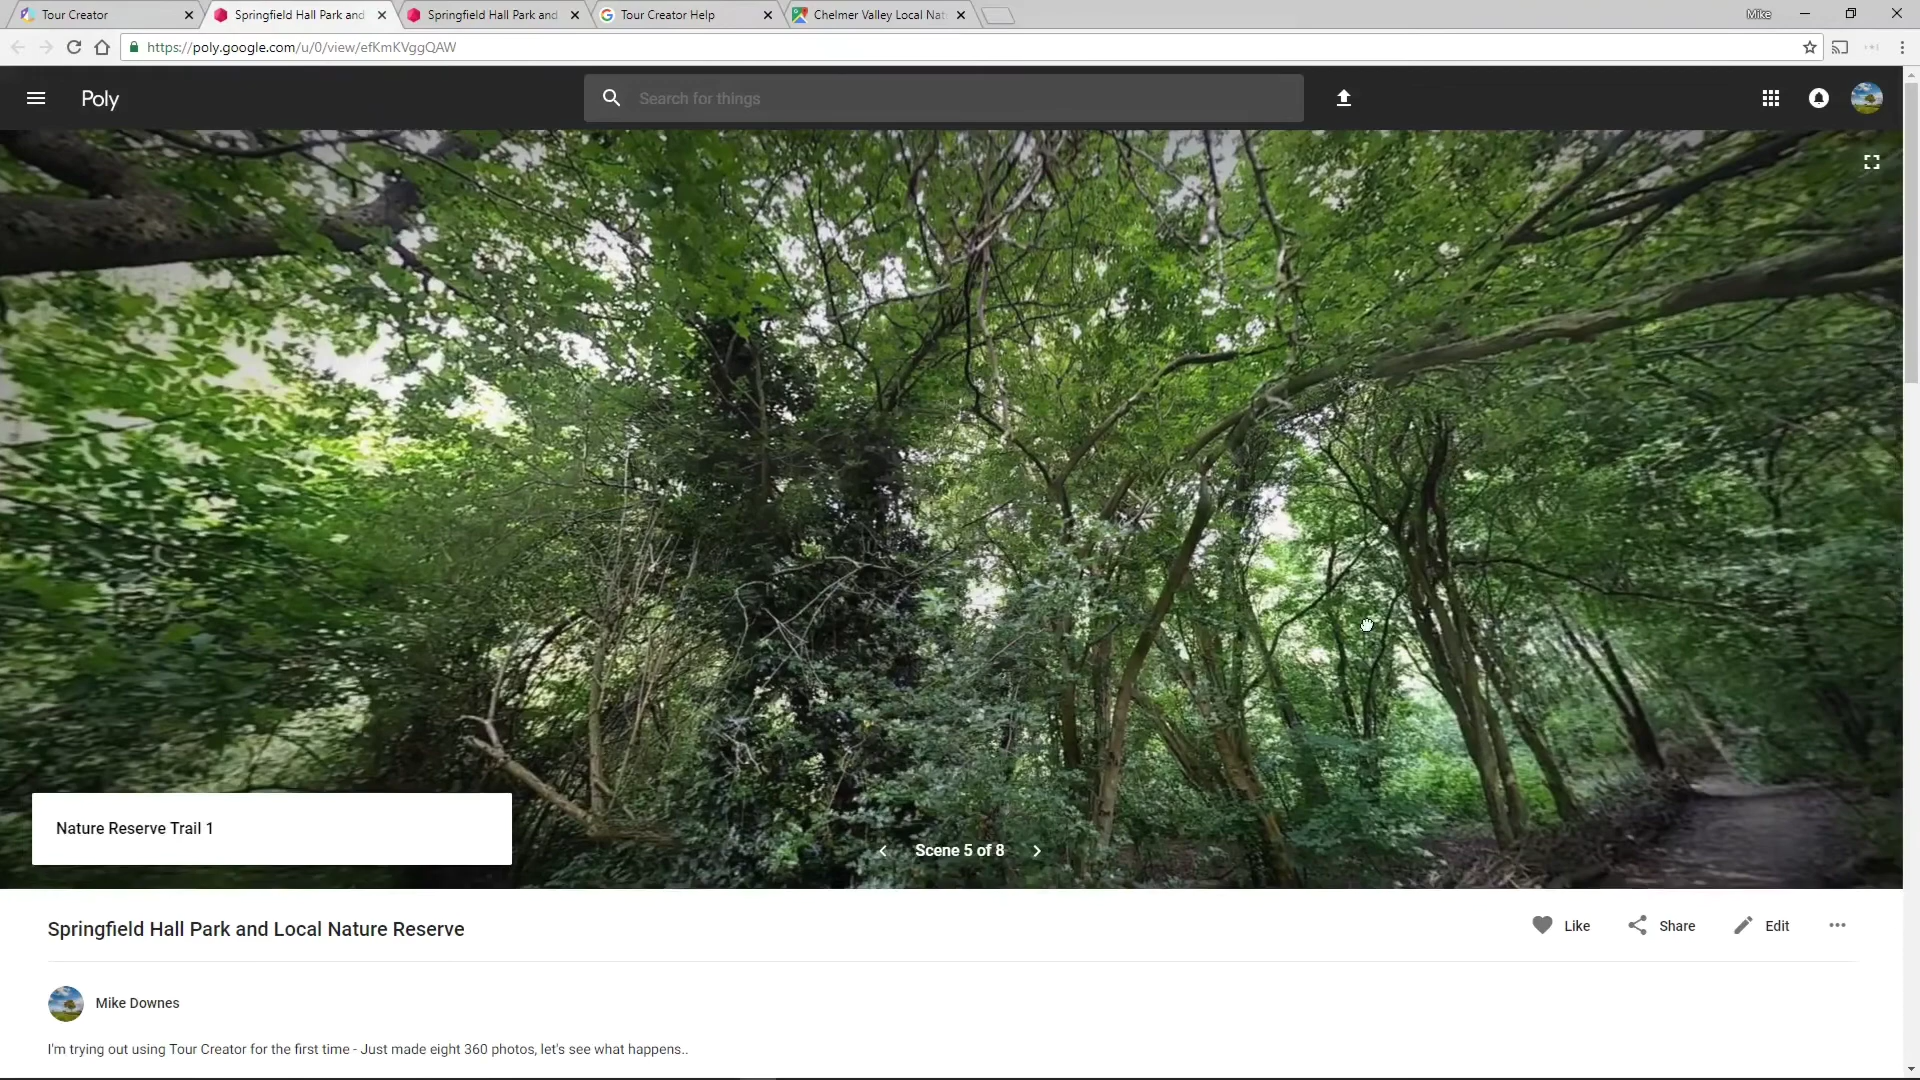 Tour Creator
Springfield Hall Park and
Springfield Hall Park and
Tour Creator Help
Chelmer Valley Local Nat
Mike
https://poly.google.com/u/0/view/efKmKVggQAW
Poly
Search for things
Nature Reserve Trail 1
Scene 5 of 8
Springfield Hall Park and Local Nature Reserve
Like
Share
Edit
Mike Downes
I'm trying out using Tour Creator for the first time - Just made eight 360 photos, let's see what happens..